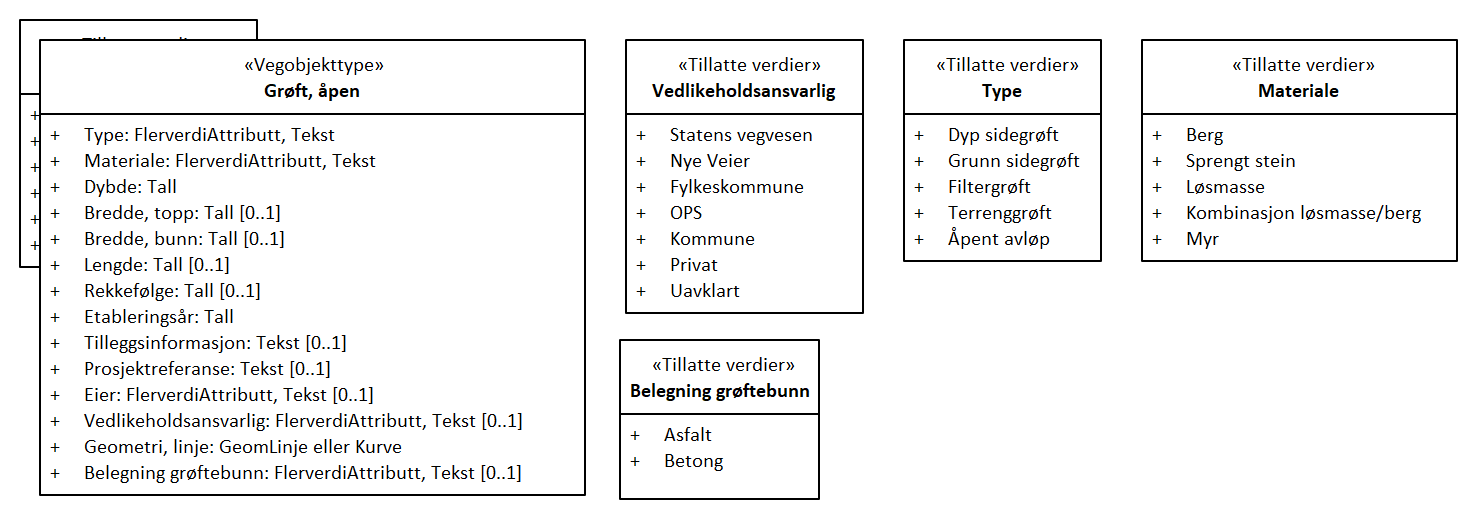 «Vegobjekttype»
Grøft, åpen
+ Type: FlerverdiAttributt, Tekst
+ Materiale: FlerverdiAttributt, Tekst
+ Dybde: Tall
+ Bredde, topp: Tall [0..1]
+ Bredde, bunn: Tall [0..1]
+ Lengde: Tall [0..1]
+ Rekkefølge: Tall [0..1]
+ Etableringsår: Tall
+ Tilleggsinformasjon: Tekst [0..1]
+ Prosjektreferanse: Tekst [0..1]
+ Eier: FlerverdiAttributt, Tekst [0..1]
+ Vedlikeholdsansvarlig: FlerverdiAttributt, Tekst [0..1]
+ Geometri, linje: GeomLinje eller Kurve
+ Belegning grøftebunn: FlerverdiAttributt, Tekst [0..1]
«Tillatte verdier»
Vedlikeholdsansvarlig
+ Statens vegvesen
+ Nye Veier
+ Fylkeskommune
+ OPS
+ Kommune
+ Privat
+ Uavklart
«Tillatte verdier»
Belegning grøftebunn
+ Asfalt
+ Betong
«Tillatte verdier»
Type
+ Dyp sidegrøft
+ Grunn sidegrøft
+ Filtergrøft
+ Terrenggrøft
+ Åpent avløp
«Tillatte verdier»
Materiale
+ Berg
+ Sprengt stein
+ Løsmasse
+ Kombinasjon løsmasse/berg
+ Myr